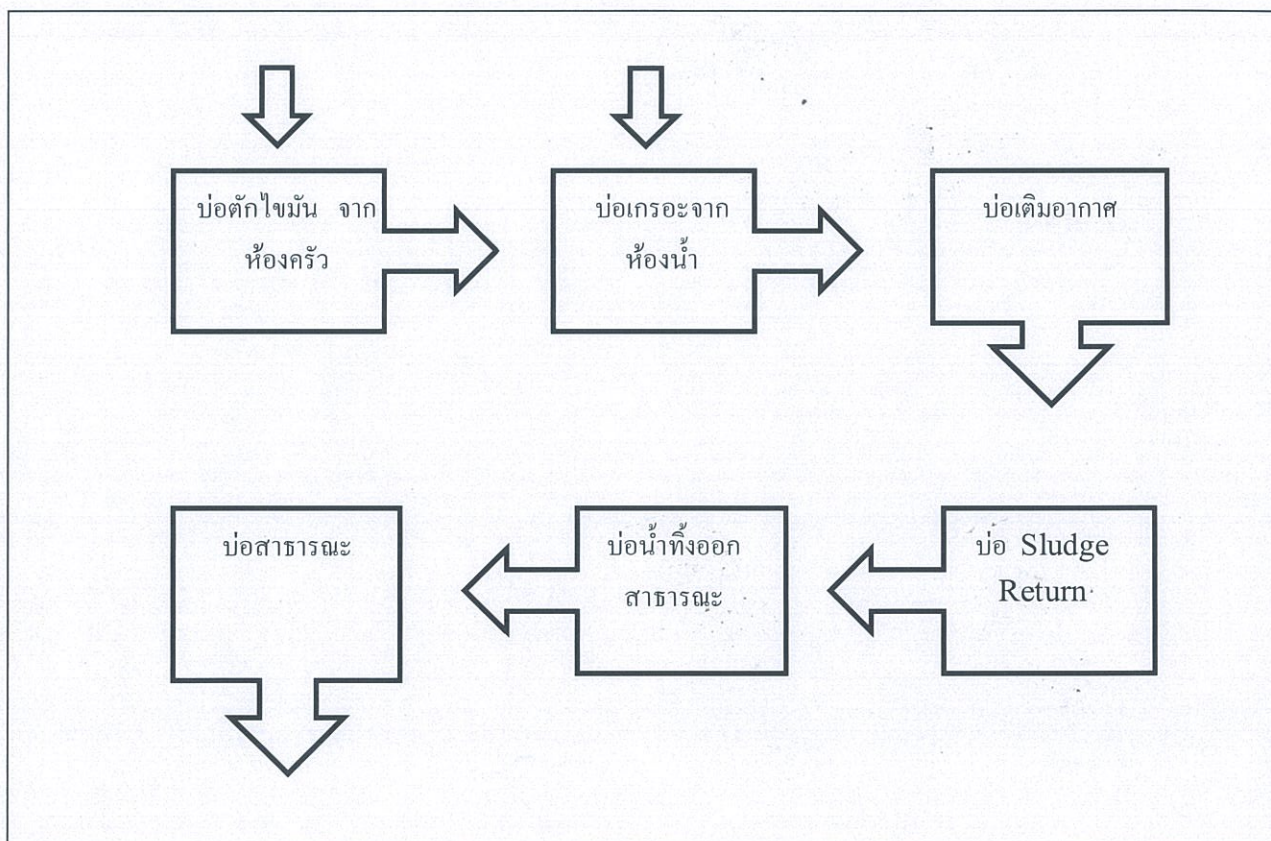 บ่อดักไขมัน จาก
ห้องครัว
บ่อเกรอะจาก
ห้องน้ำ
บ่อเติมอากาศ
บ่อสาธารณะ
บ่อน้ำทิ้งออก
สาธารณะ
บ่อ Sludge
Return